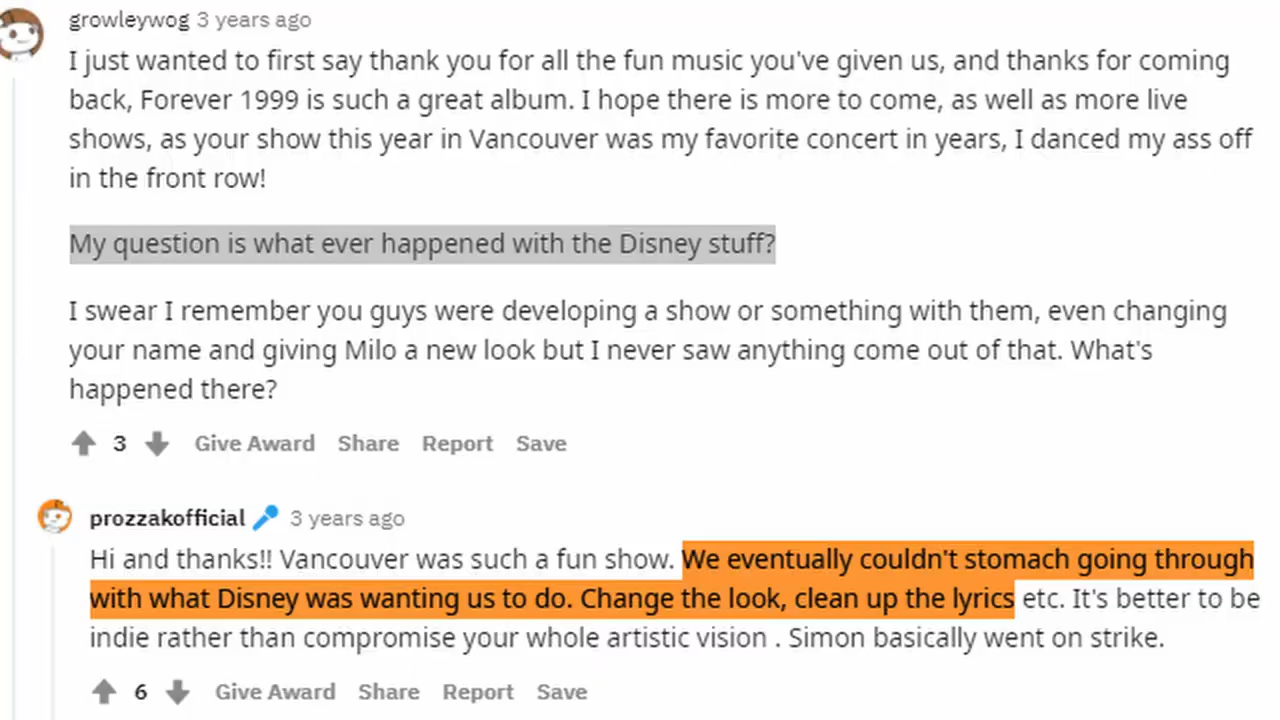 growleywog 3 years ago
I just wanted to first say thank you for all the fun music you've given us, and thanks for coming
back, Forever 1999 is such a great album. I hope there is more to come, as well as more live
shows, as your show this year in Vancouver was my favorite concert in years, I danced my ass off
in the front row!
My question is what ever happened with the Disney stuff?
I swear I remember you guys were developing a show or something with them, even changing
your name and giving Milo a new look but I never saw anything come out of that. What's
happened there?
3 Give Award Share Report Save
prozzakofficial 3 years ago
Hi and thanks!! Vancouver was such a fun show. We eventually couldn't stomach going through
with what Disney was wanting us to do. Change the look, clean up the lyrics etc. It's better to be
indie rather than compromise your whole artistic vision . Simon basically went on strike.
6 Give Award Share Report Save